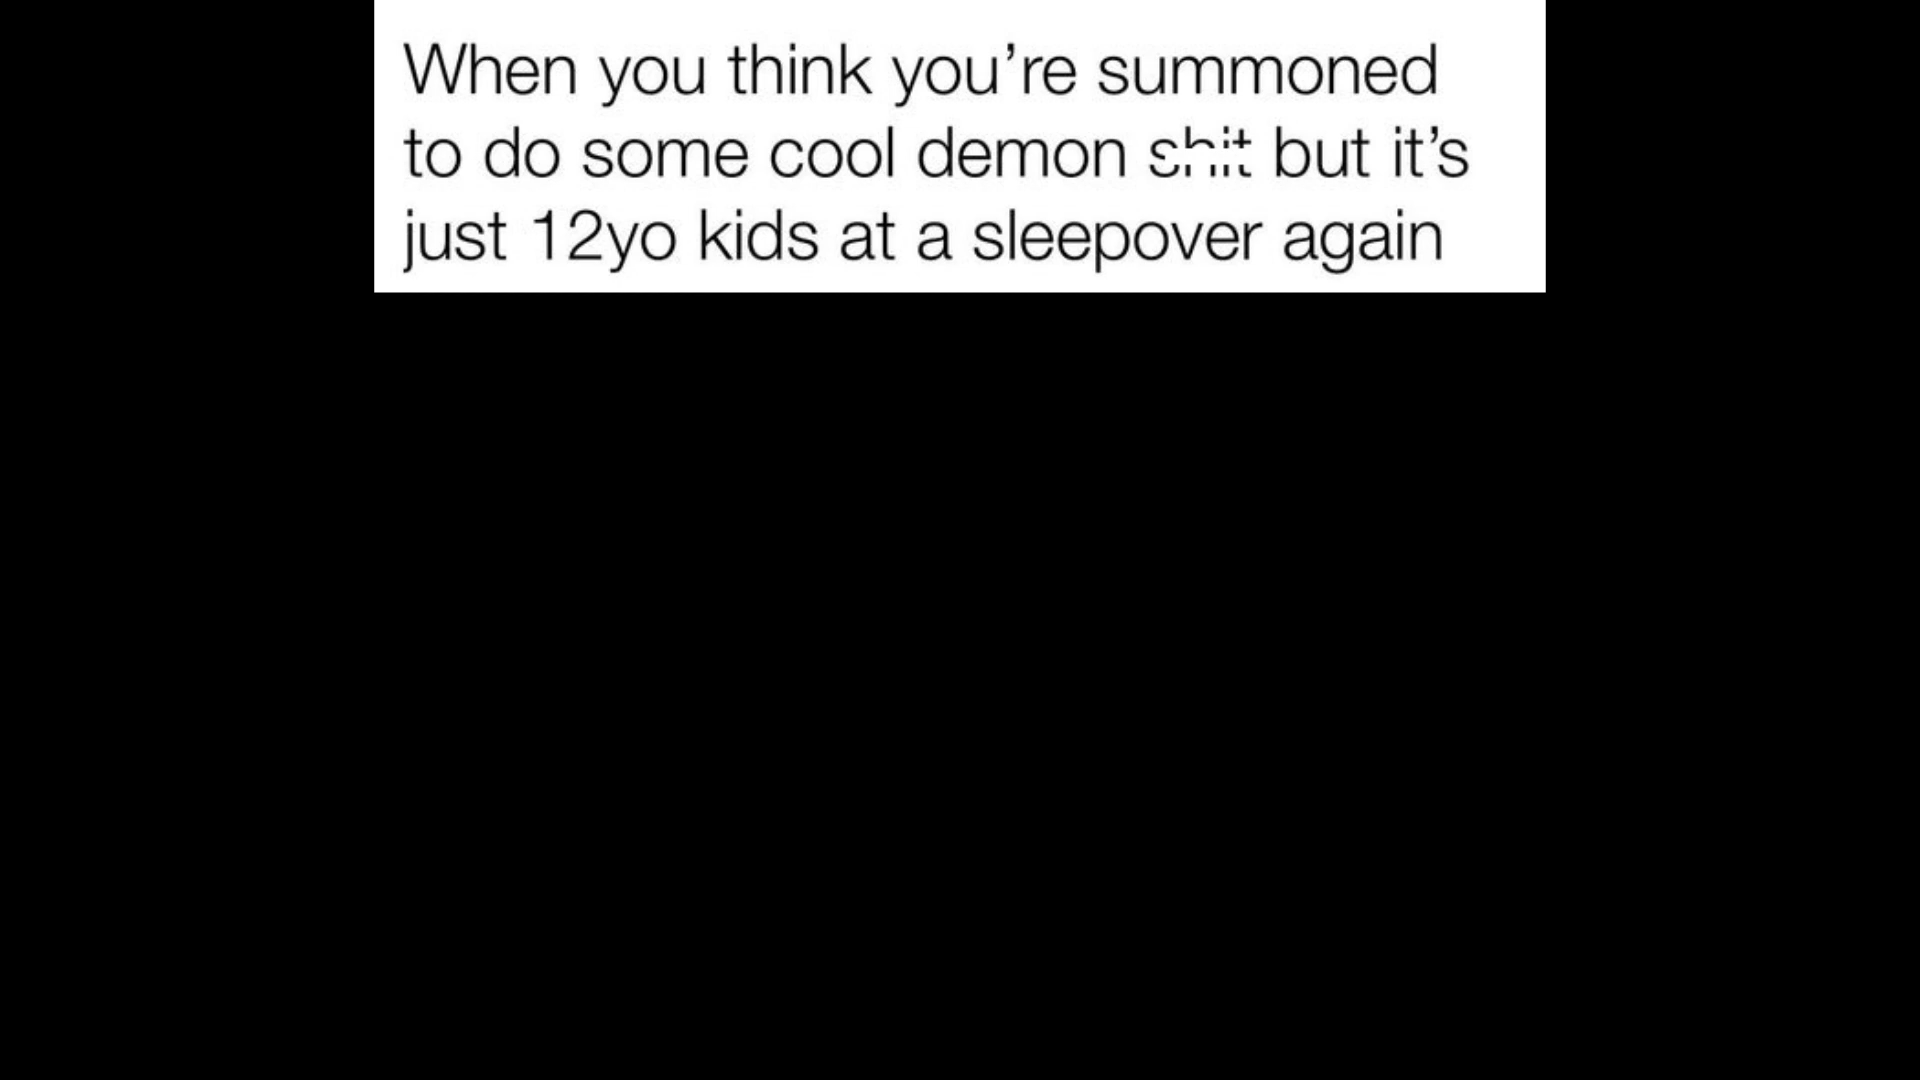 When you think you’re summoned
to do some cool demon shit but it’s
just 12yo kids at a sleepover again